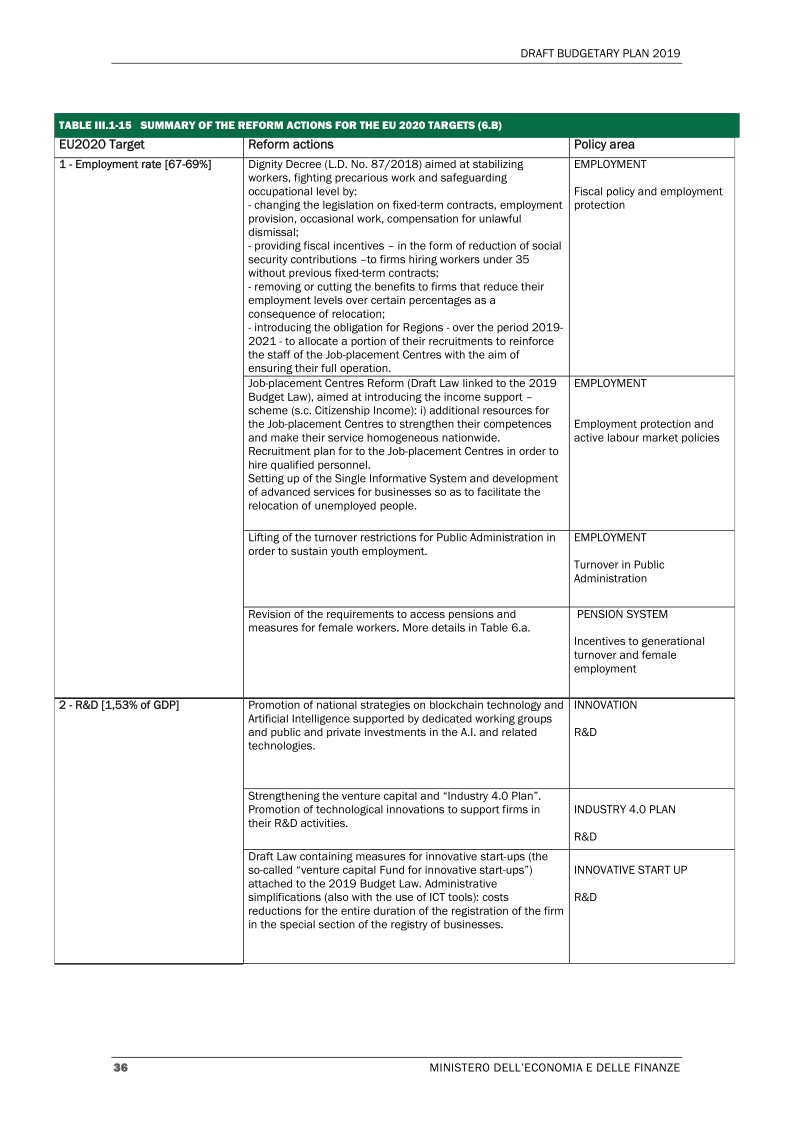 DRAFT BUDGETARY PLAN 2019
TABLE III.1-15 SUMMARY OF THE REFORM ACTIONS FOR THE EU 2020 TARGETS (6.B)
EU2020 Target
Reform actions
Policy area
1 - Employment rate [67-69%]
Dignity Decree (L.D. No. 87/2018) aimed at stabilizing
workers, fighting precarious work and safeguarding
occupational level by:
- changing the legislation on fixed-term contracts, employment
provision, occasional work, compensation for unlawful
dismissal;
- providing fiscal incentives – in the form of reduction of social
security contributions –to firms hiring workers under 35
without previous fixed-term contracts;
- removing or cutting the benefits to firms that reduce their
employment levels over certain percentages as a
consequence of relocation;
- introducing the obligation for Regions - over the period 2019-
2021 - to allocate a portion of their recruitments to reinforce
the staff of the Job-placement Centres with the aim of
ensuring their full operation.
EMPLOYMENT
Fiscal policy and employment
protection
Job-placement Centres Reform (Draft Law linked to the 2019
Budget Law), aimed at introducing the income support –
scheme (s.c. Citizenship Income): i) additional resources for
the Job-placement Centres to strengthen their competences
and make their service homogeneous nationwide.
Recruitment plan for to the Job-placement Centres in order to
hire qualified personnel.
Setting up of the Single Informative System and development
of advanced services for businesses so as to facilitate the
relocation of unemployed people.
EMPLOYMENT
Employment protection and
active labour market policies
Lifting of the turnover restrictions for Public Administration in
order to sustain youth employment.
EMPLOYMENT
Turnover in Public
Administration
Revision of the requirements to access pensions and
measures for female workers. More details in Table 6.a.
PENSION SYSTEM
Incentives to generational
turnover and female
employment
2 - R&D [1,53% of GDP]
Promotion of national strategies on blockchain technology and
Artificial Intelligence supported by dedicated working groups
and public and private investments in the A.I. and related
technologies.
INNOVATION
R&D
Strengthening the venture capital and “Industry 4.0 Plan”.
Promotion of technological innovations to support firms in
their R&D activities.
INDUSTRY 4.0 PLAN
R&D
Draft Law containing measures for innovative start-ups (the
so-called “venture capital Fund for innovative start-ups”)
attached to the 2019 Budget Law. Administrative
simplifications (also with the use of ICT tools): costs
reductions for the entire duration of the registration of the firm
in the special section of the registry of businesses.
INNOVATIVE START UP
R&D
36
MINISTERO DELL’ECONOMIA E DELLE FINANZE